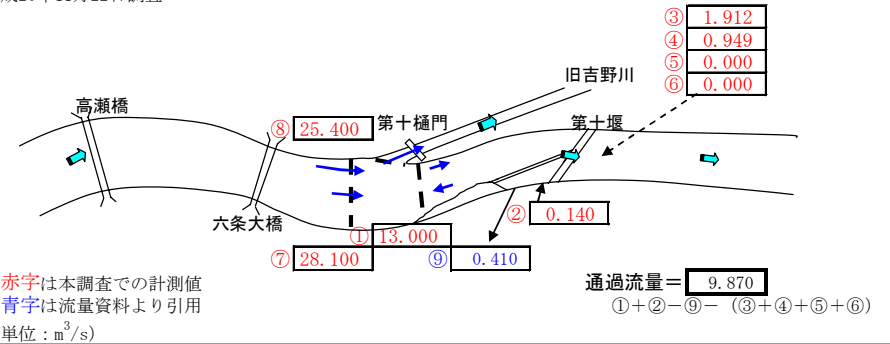 ③ 1.912
④ 0.949
⑤ 0.000
⑥ 0.000
旧吉野川
高瀬橋
⑧ 25.400
第十樋門
第十堰
六条大橋
② 0.140
① 13.000
⑦ 28.100
⑨ 0.410
赤字は本調査での計測値
青字は流量資料より引用
単位：m³/s)
通過流量＝ 9.870
①＋②－⑨－（③＋④＋⑤＋⑥）